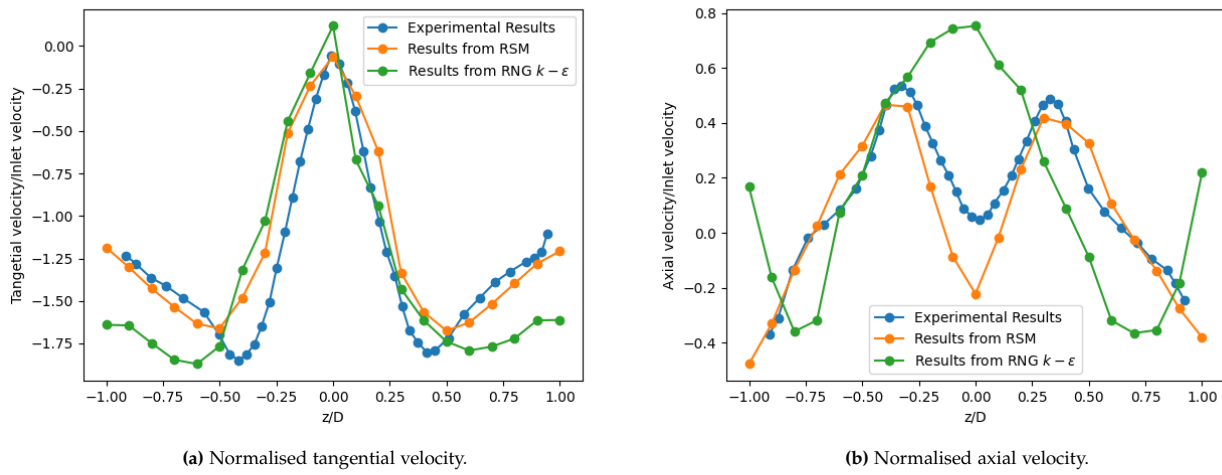 Tangetial velocity/Inlet velocity
0.00
−0.25
−0.50
−0.75
−1.00
−1.25
−1.50
−1.75
Experimental Results
Results from RSM
Results from RNG k − ε
−1.00 −0.75 −0.50 −0.25 0.00 0.25 0.50 0.75 1.00
z/D
(a) Normalised tangential velocity.
Axial velocity/Inlet velocity
0.8
0.6
0.4
0.2
0.0
−0.2
−0.4
Experimental Results
Results from RSM
Results from RNG k − ε
−1.00 −0.75 −0.50 −0.25 0.00 0.25 0.50 0.75 1.00
z/D
(b) Normalised axial velocity.